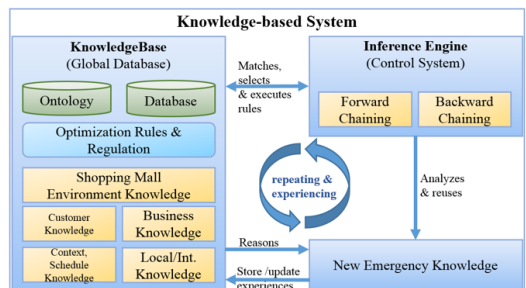 Knowledge-based System
KnowledgeBase
(Global Database)
Ontology
Database
Optimization Rules &
Regulation
Shopping Mall
Environment Knowledge
Customer
Knowledge
Business
Knowledge
Context,
Schedule Knowledge
Local/Int.
Knowledge
Matches,
selects
& executes
rules
Inference Engine
(Control System)
Forward
Chaining
Backward
Chaining
repeating &
experiencing
Analyzes
& reuses
Reasons
Store /update
experiences
New Emergency Knowledge